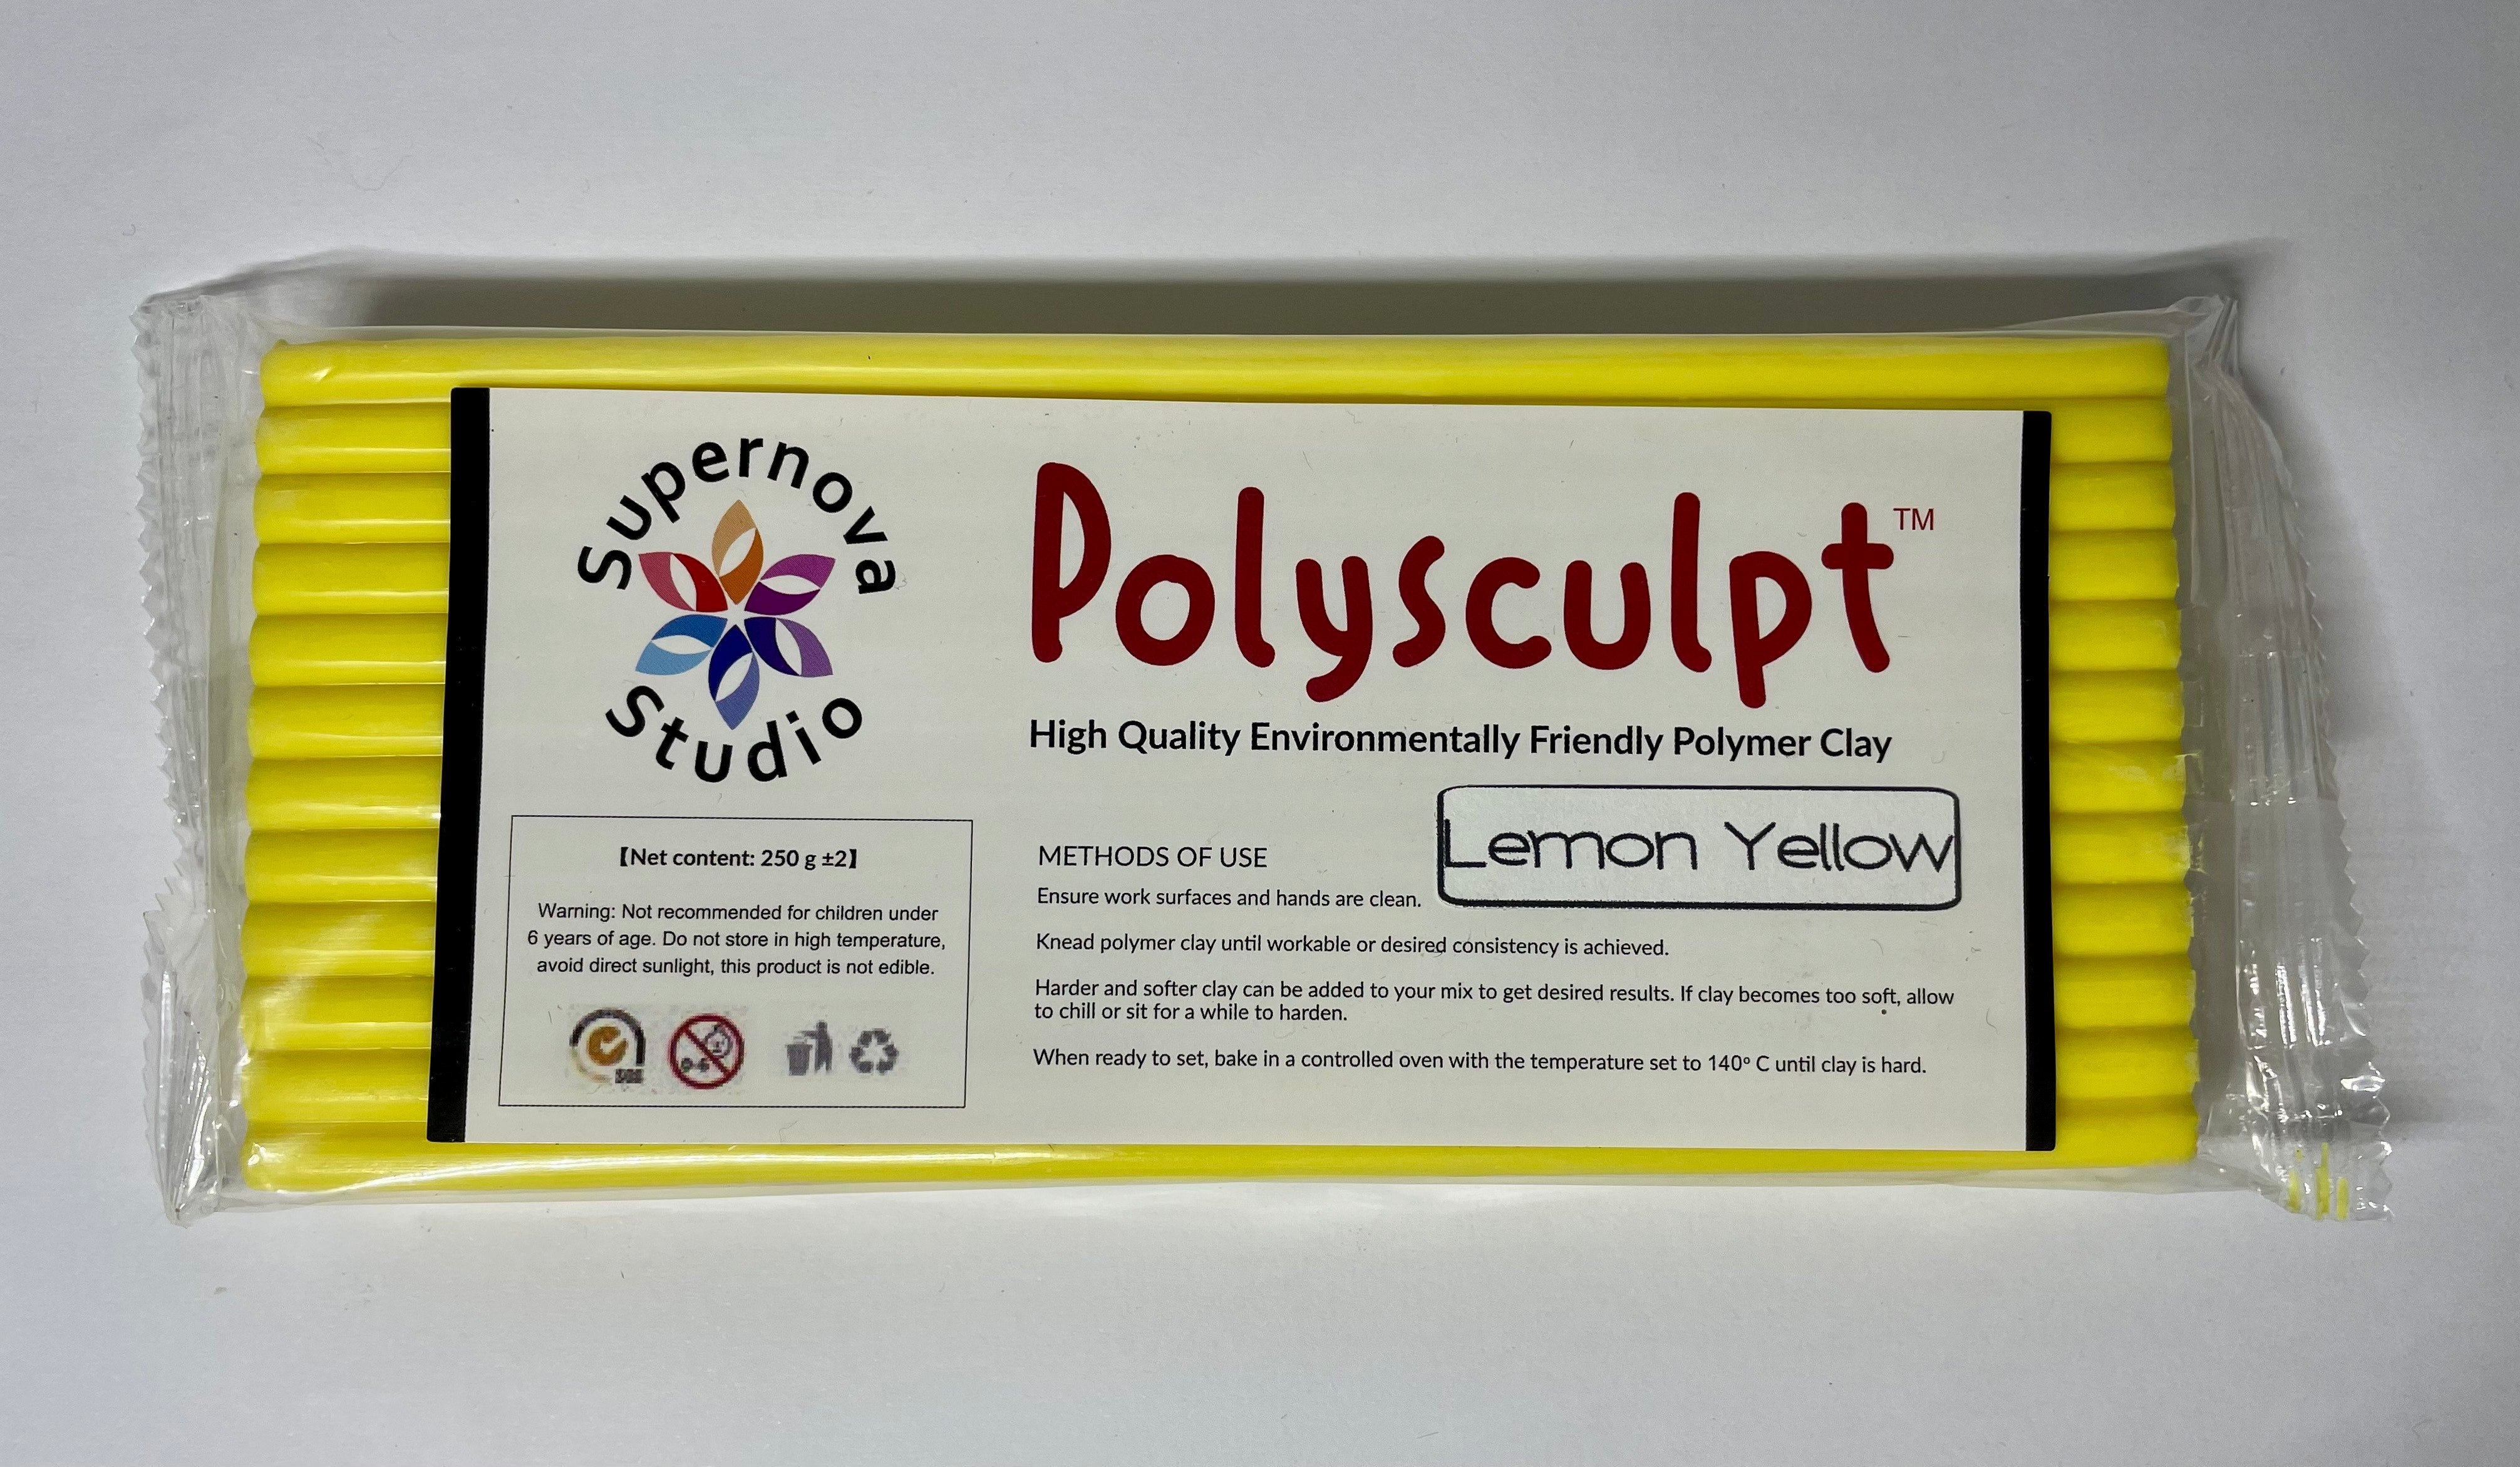 Supernova
Studio
【Net content: 250 g ±2】
Warning: Not recommended for children under
6 years of age. Do not store in high temperature,
avoid direct sunlight, this product is not edible.
Polysculpt™
High Quality Environmentally Friendly Polymer Clay
Lemon Yellow
METHODS OF USE
Ensure work surfaces and hands are clean.
Knead polymer clay until workable or desired consistency is achieved.
Harder and softer clay can be added to your mix to get desired results. If clay becomes too soft, allow
to chill or sit for a while to harden.
When ready to set, bake in a controlled oven with the temperature set to 140º C until clay is hard.